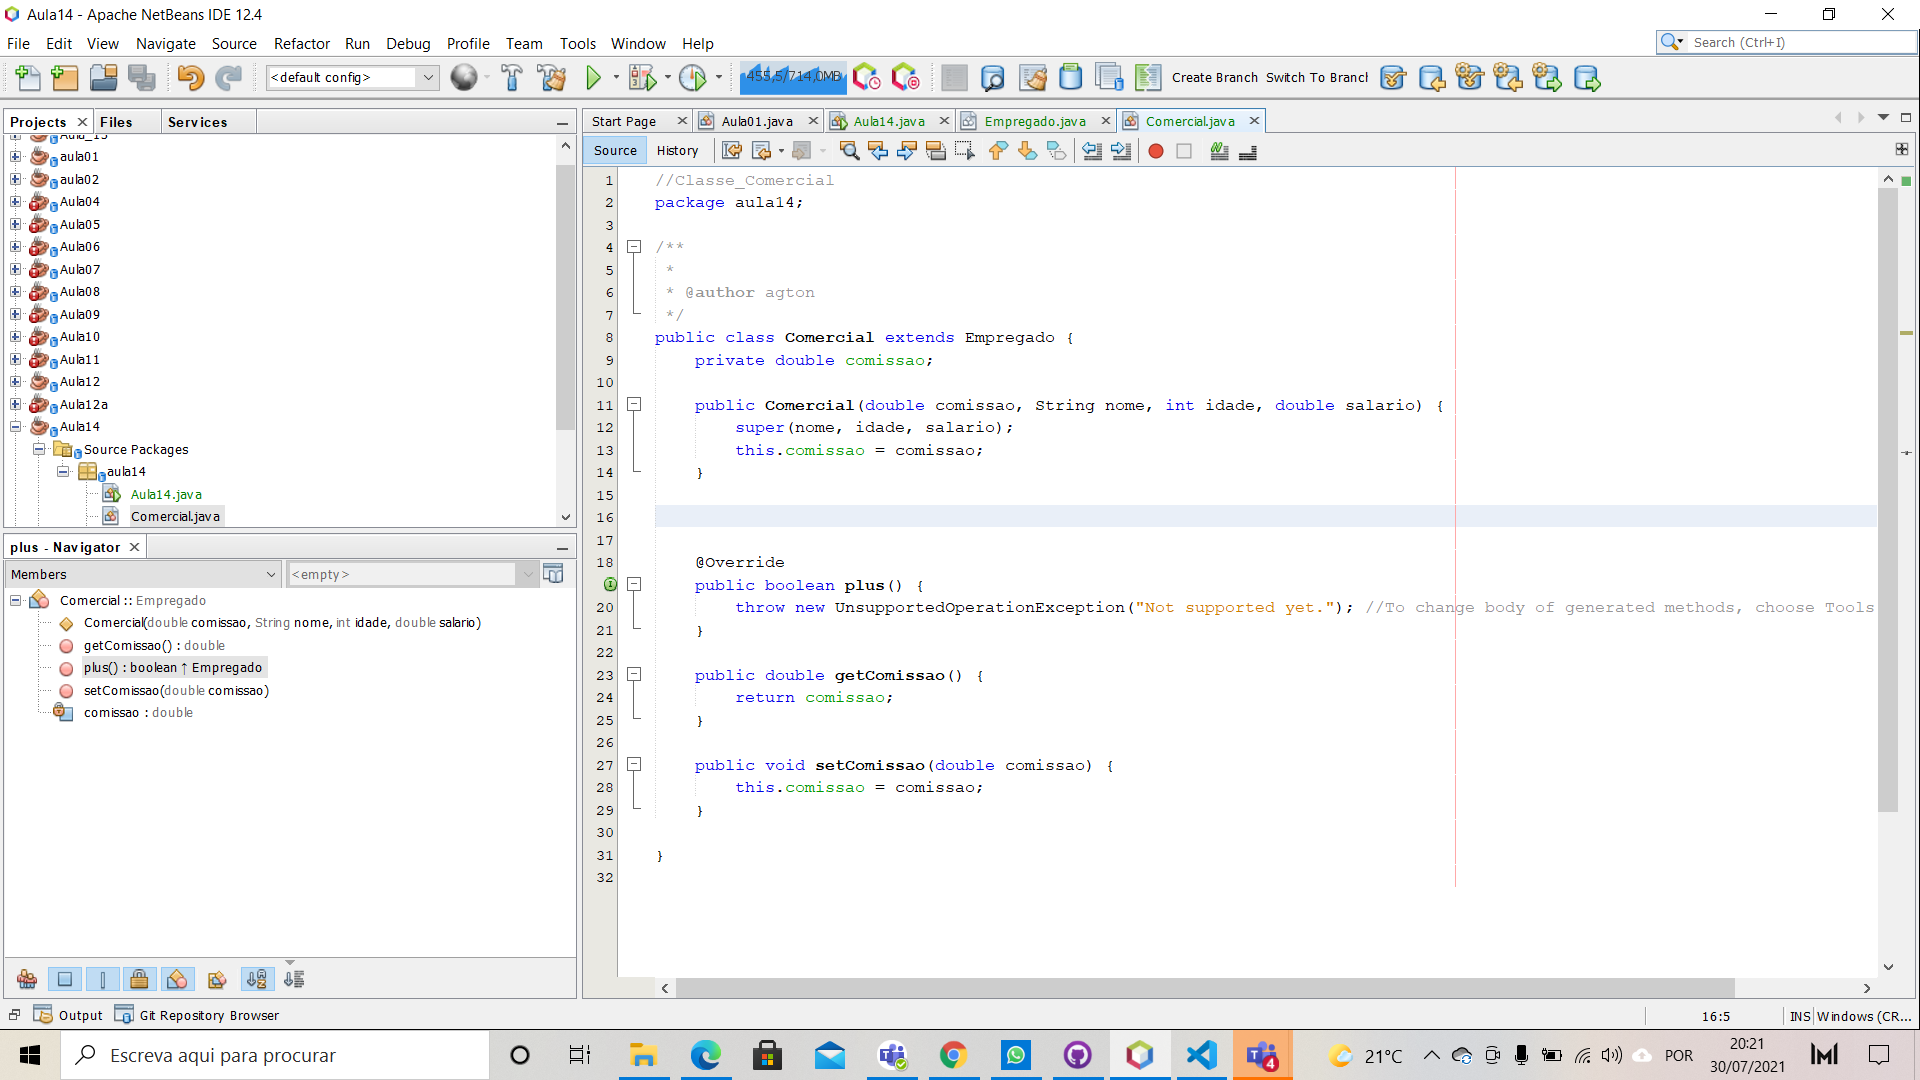 Aula14 - Apache NetBeans IDE 12.4
File Edit View Navigate Source Refactor Run Debug Profile Team Tools Window Help
Search (Ctrl+I)
<default config>
455,5/714,0MB
Create Branch Switch To Branch
Projects Files Services
aula01
aula02
Aula04
Aula05
Aula06
Aula07
Aula08
Aula09
Aula10
Aula11
Aula12
Aula12a
Aula14
Source Packages
aula14
Aula14.java
Comercial.java
plus - Navigator
Members
<empty>
Comercial :: Empregado
Comercial(double comissao, String nome, int idade, double salario)
getComissao() : double
plus() : boolean ↑ Empregado
setComissao(double comissao)
comissao : double
Start Page Aula01.java Aula14.java Empregado.java Comercial.java
Source History
1 //Classe_Comercial
2 package aula14;
3
4 /**
5 *
6 * @author agton
7 */
8 public class Comercial extends Empregado {
9 private double comissao;
10
11 public Comercial(double comissao, String nome, int idade, double salario) {
12 super(nome, idade, salario);
13 this.comissao = comissao;
14 }
15
16
17
18 @Override
public boolean plus() {
20 throw new UnsupportedOperationException("Not supported yet."); //To change body of generated methods, choose Tools
21 }
22
23 public double getComissao() {
24 return comissao;
25 }
26
27 public void setComissao(double comissao) {
28 this.comissao = comissao;
29 }
30
31 }
32
Output Git Repository Browser
16:5 INS Windows (CR...
Escreva aqui para procurar
4
21°C
POR
20:21
30/07/2021